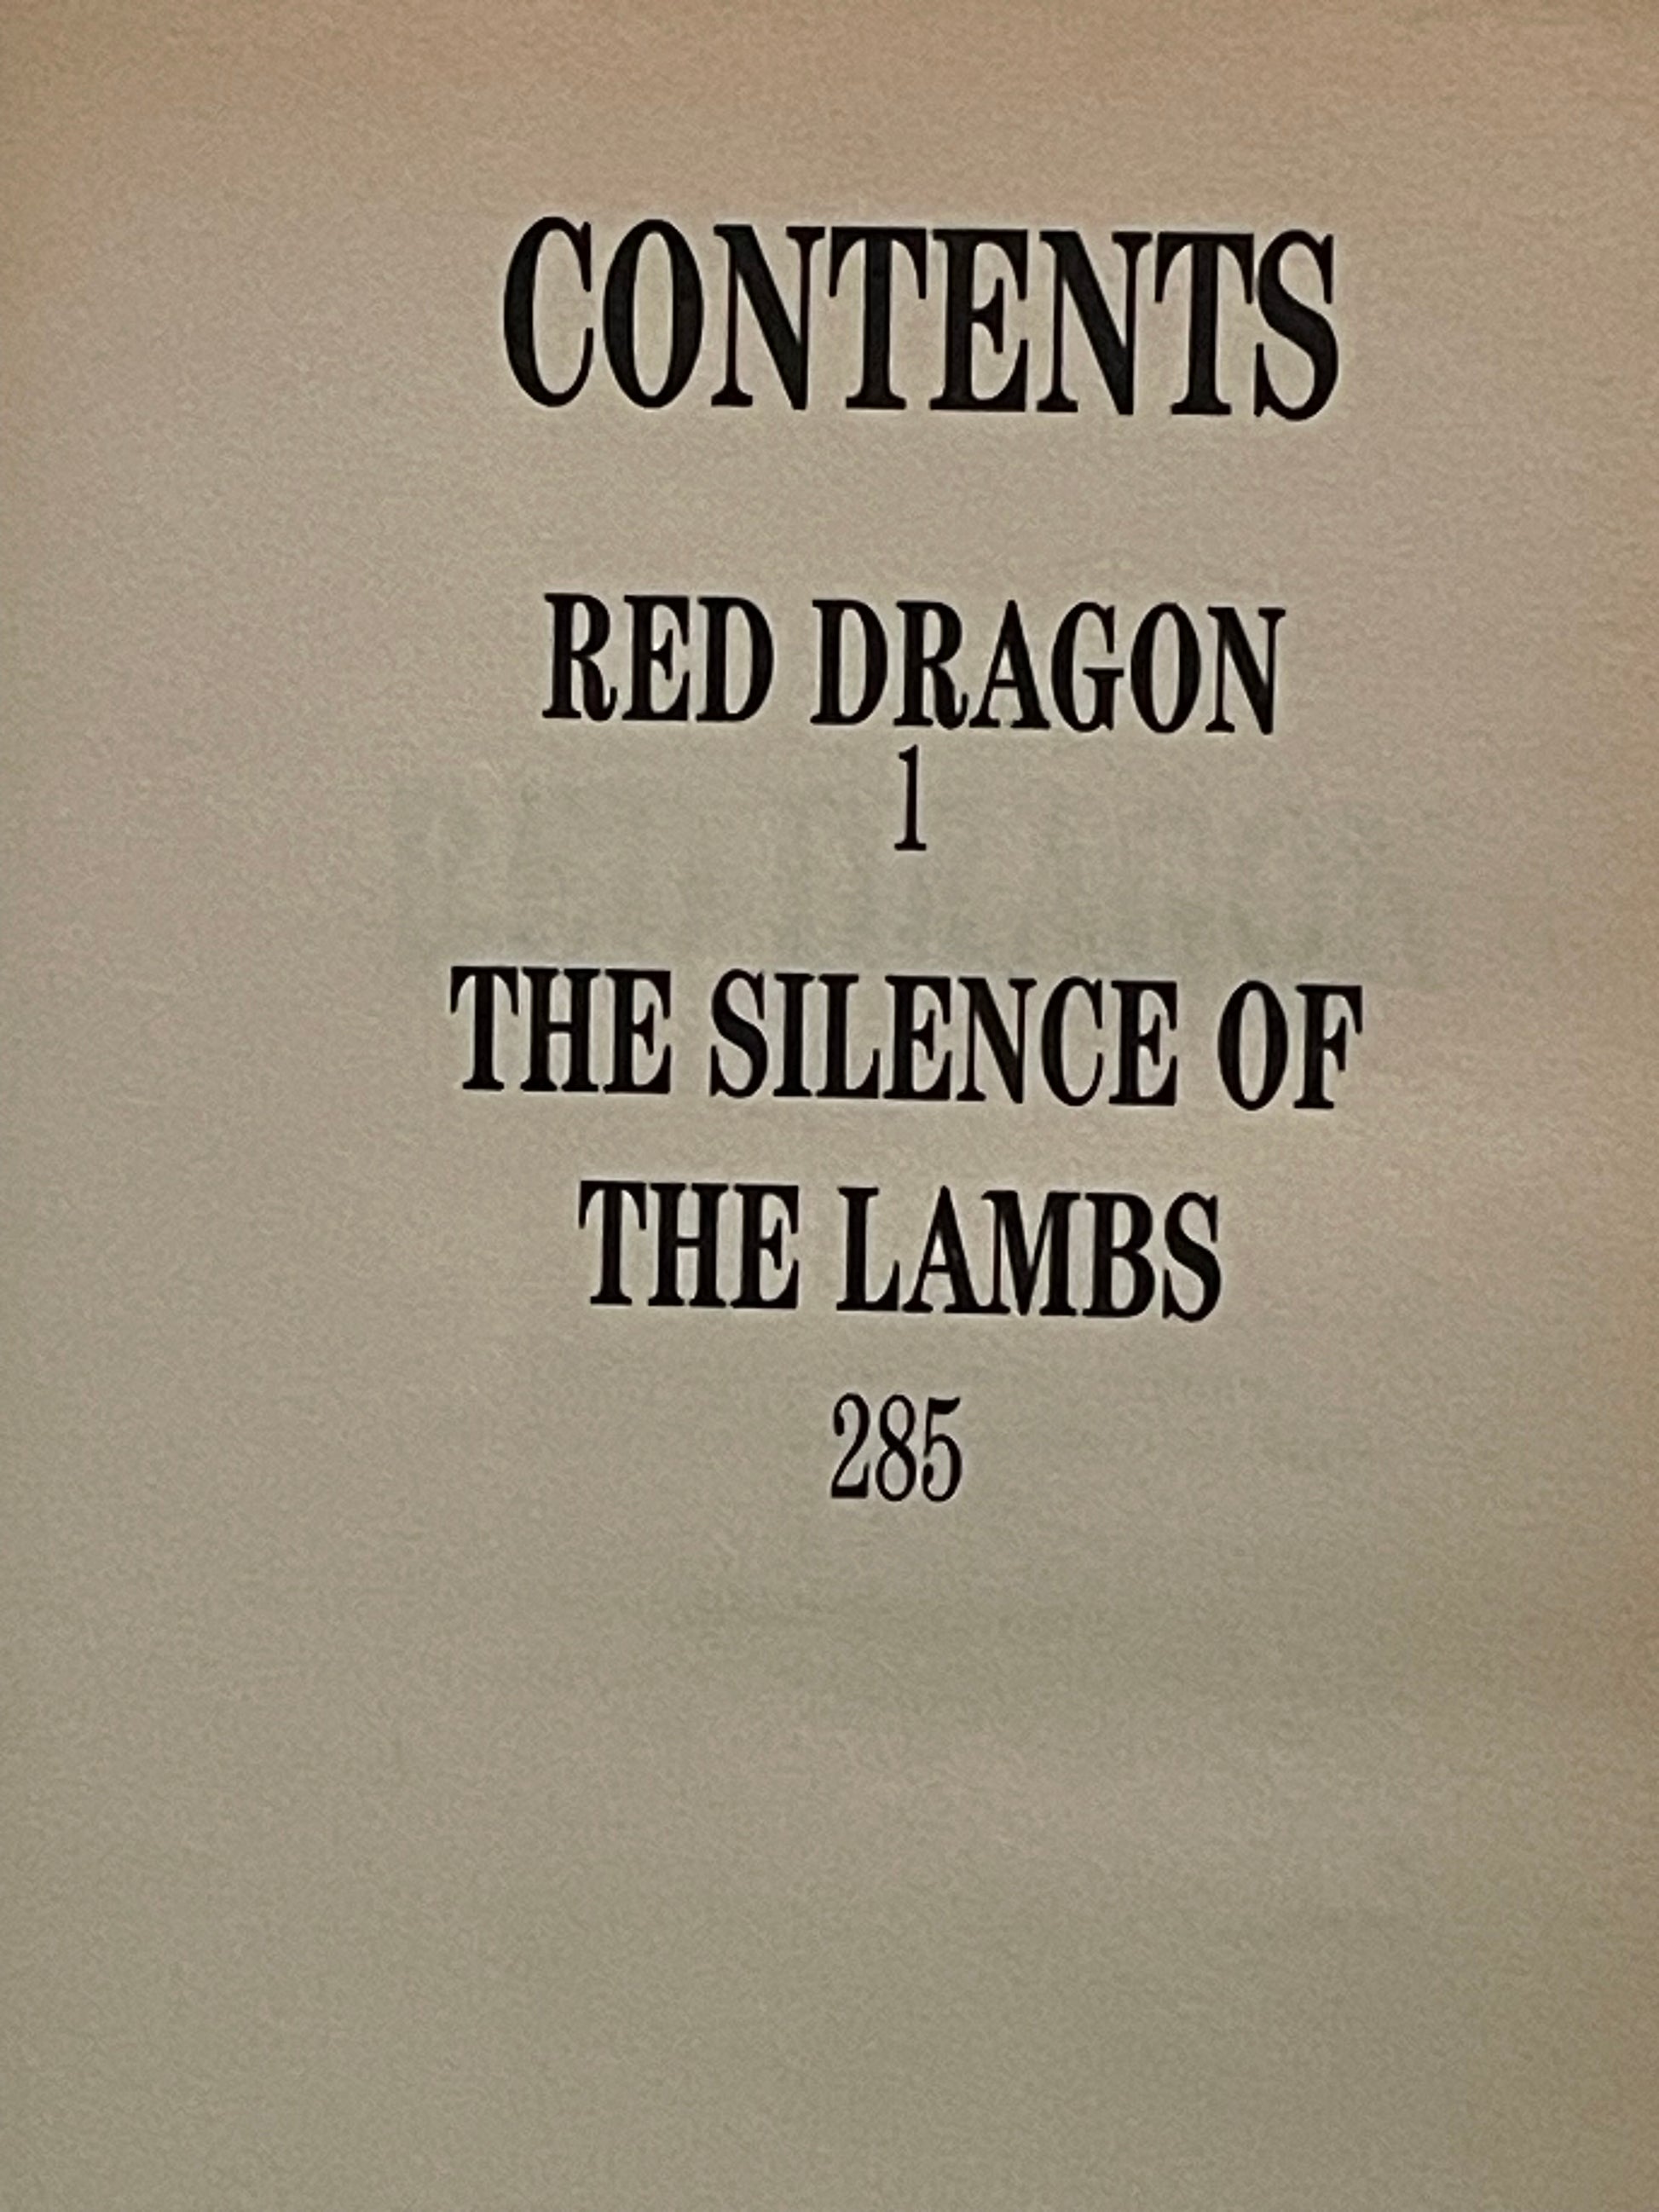 CONTENTS
RED DRAGON
1
THE SILENCE OF
THE LAMBS
285